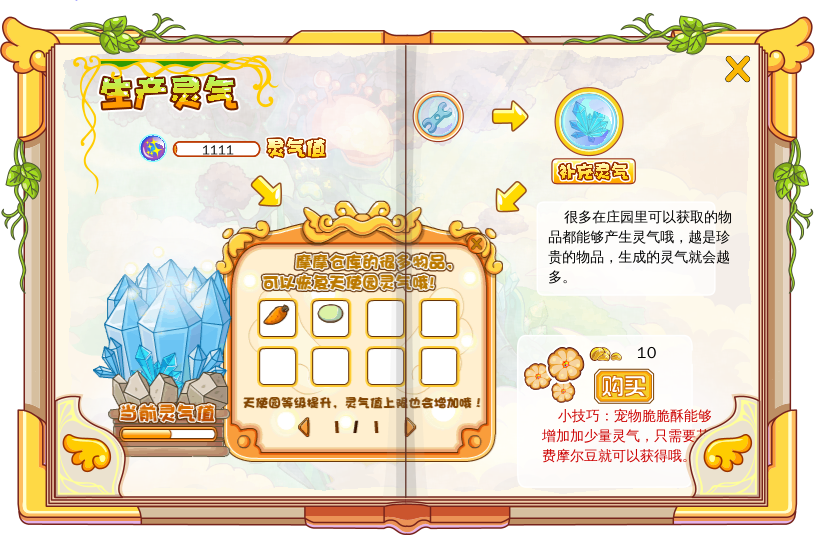 生产灵气
1111
灵气值
补充灵气
很多在庄园里可以获取的物
品都能够产生灵气哦，越是珍
贵的物品，生成的灵气就会越
多。
摩摩仓库的很多物品，
可以恢复天使园灵气哦！
天使园等级提升、灵气值上限也会增加哦！
1 / 1
当前灵气值
10
购买
小技巧：宠物脆脆酥能够
增加加少量灵气，只需要花
费摩尔豆就可以获得哦。